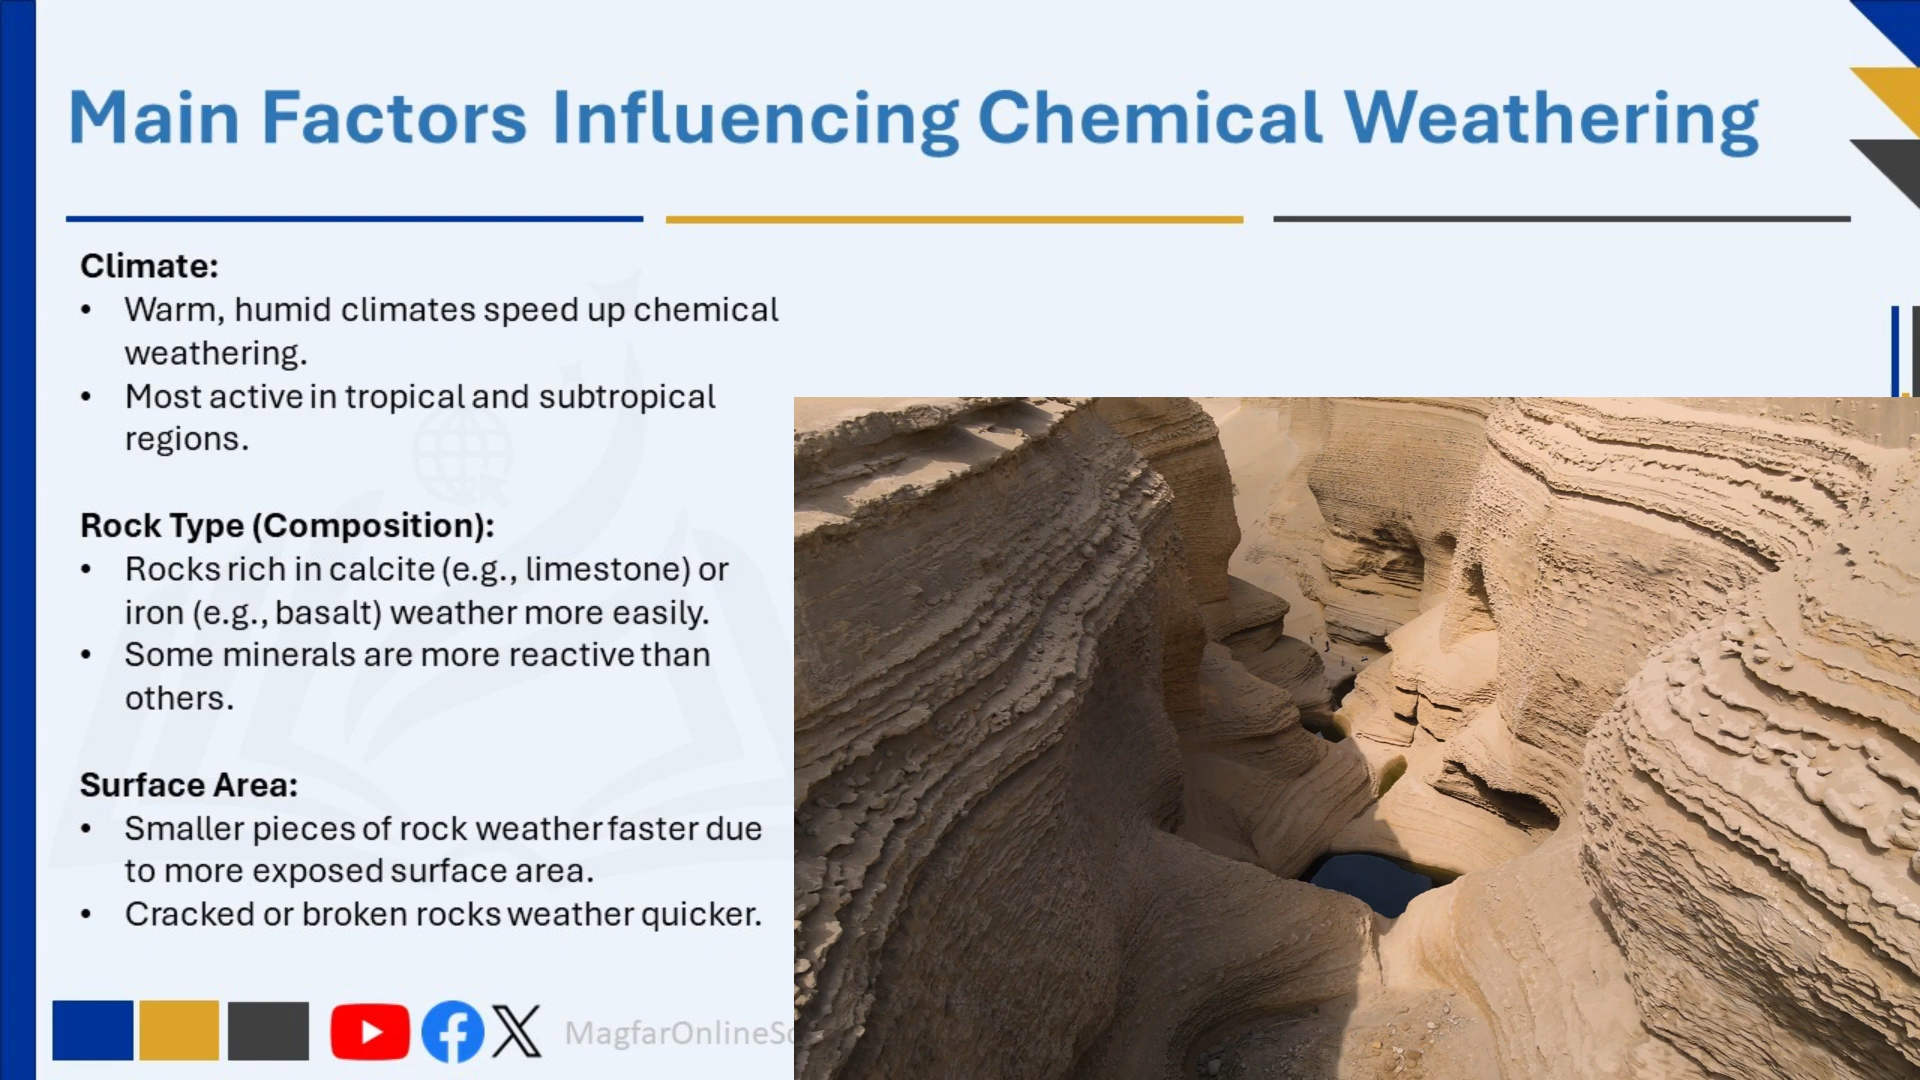 Main Factors Influencing Chemical Weathering
Climate:
• Warm, humid climates speed up chemical
weathering.
• Most active in tropical and subtropical
regions.
Rock Type (Composition):
• Rocks rich in calcite (e.g., limestone) or
iron (e.g., basalt) weather more easily.
• Some minerals are more reactive than
others.
Surface Area:
• Smaller pieces of rock weather faster due
to more exposed surface area.
• Cracked or broken rocks weather quicker.